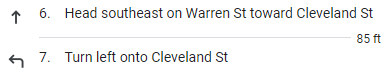 6. Head southeast on Warren St toward Cleveland St
85 ft
7. Turn left onto Cleveland St